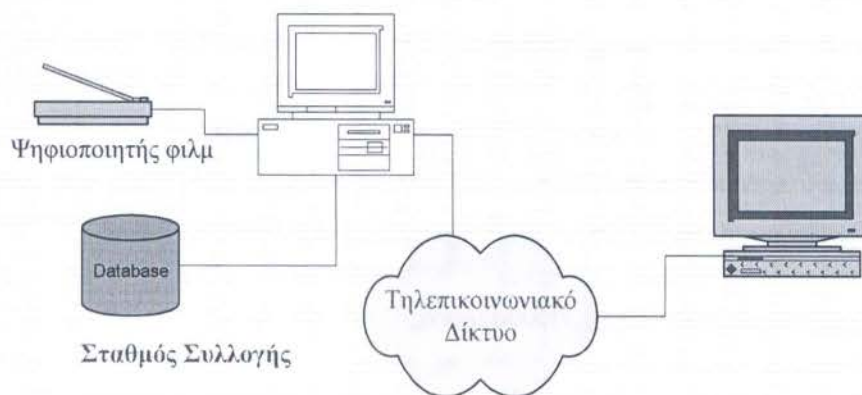 Ψηφιοποιητής φιλμ
Database
Σταθμός Συλλογής
Τηλεπικοινωνιακό
Δίκτυο